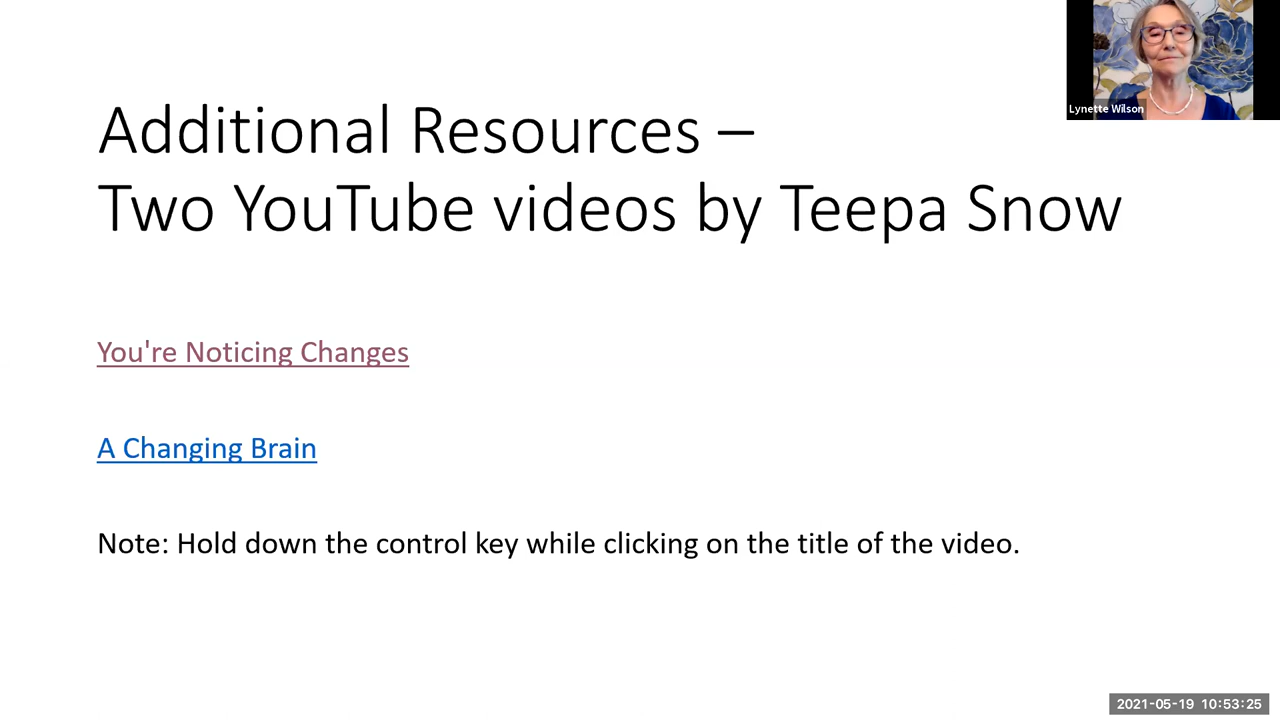 Lynette Wilson
Additional Resources –
Two YouTube videos by Teepa Snow
You're Noticing Changes
A Changing Brain
Note: Hold down the control key while clicking on the title of the video.
2021-05-19 10:53:25